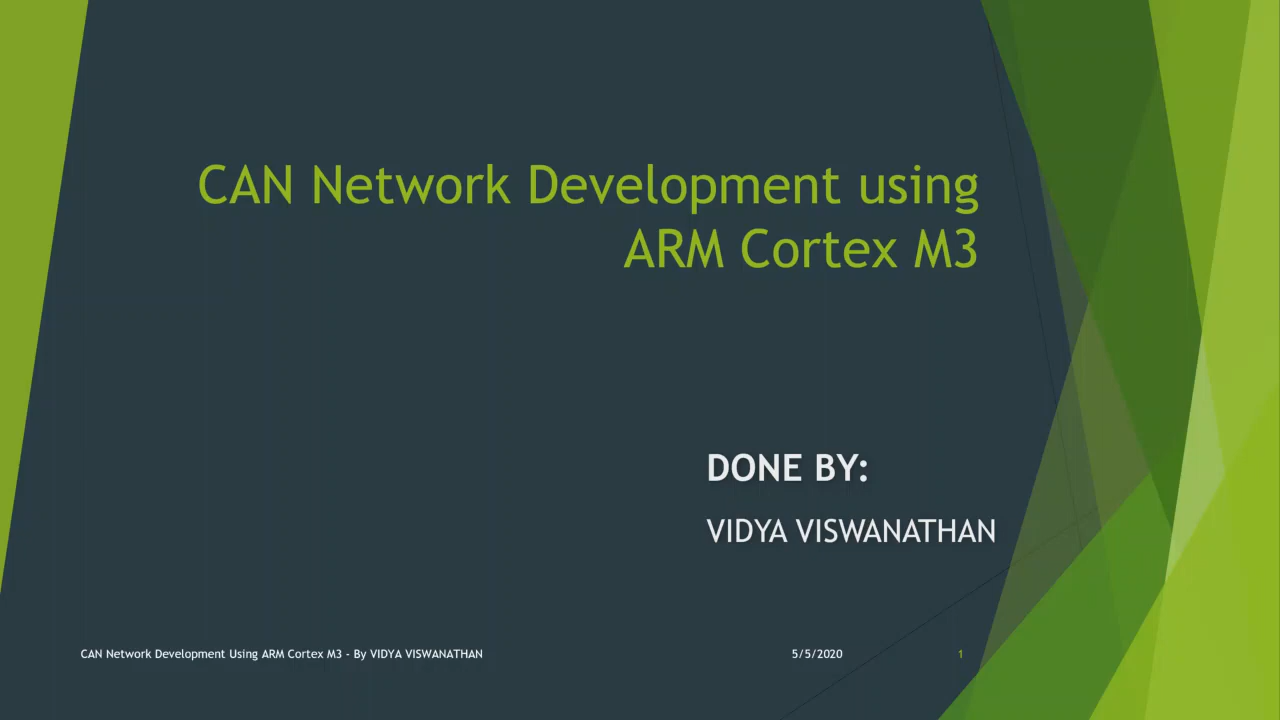 CAN Network Development using
ARM Cortex M3
DONE BY:
VIDYA VISWANATHAN
CAN Network Development Using ARM Cortex M3 - By VIDYA VISWANATHAN 5/5/2020 1